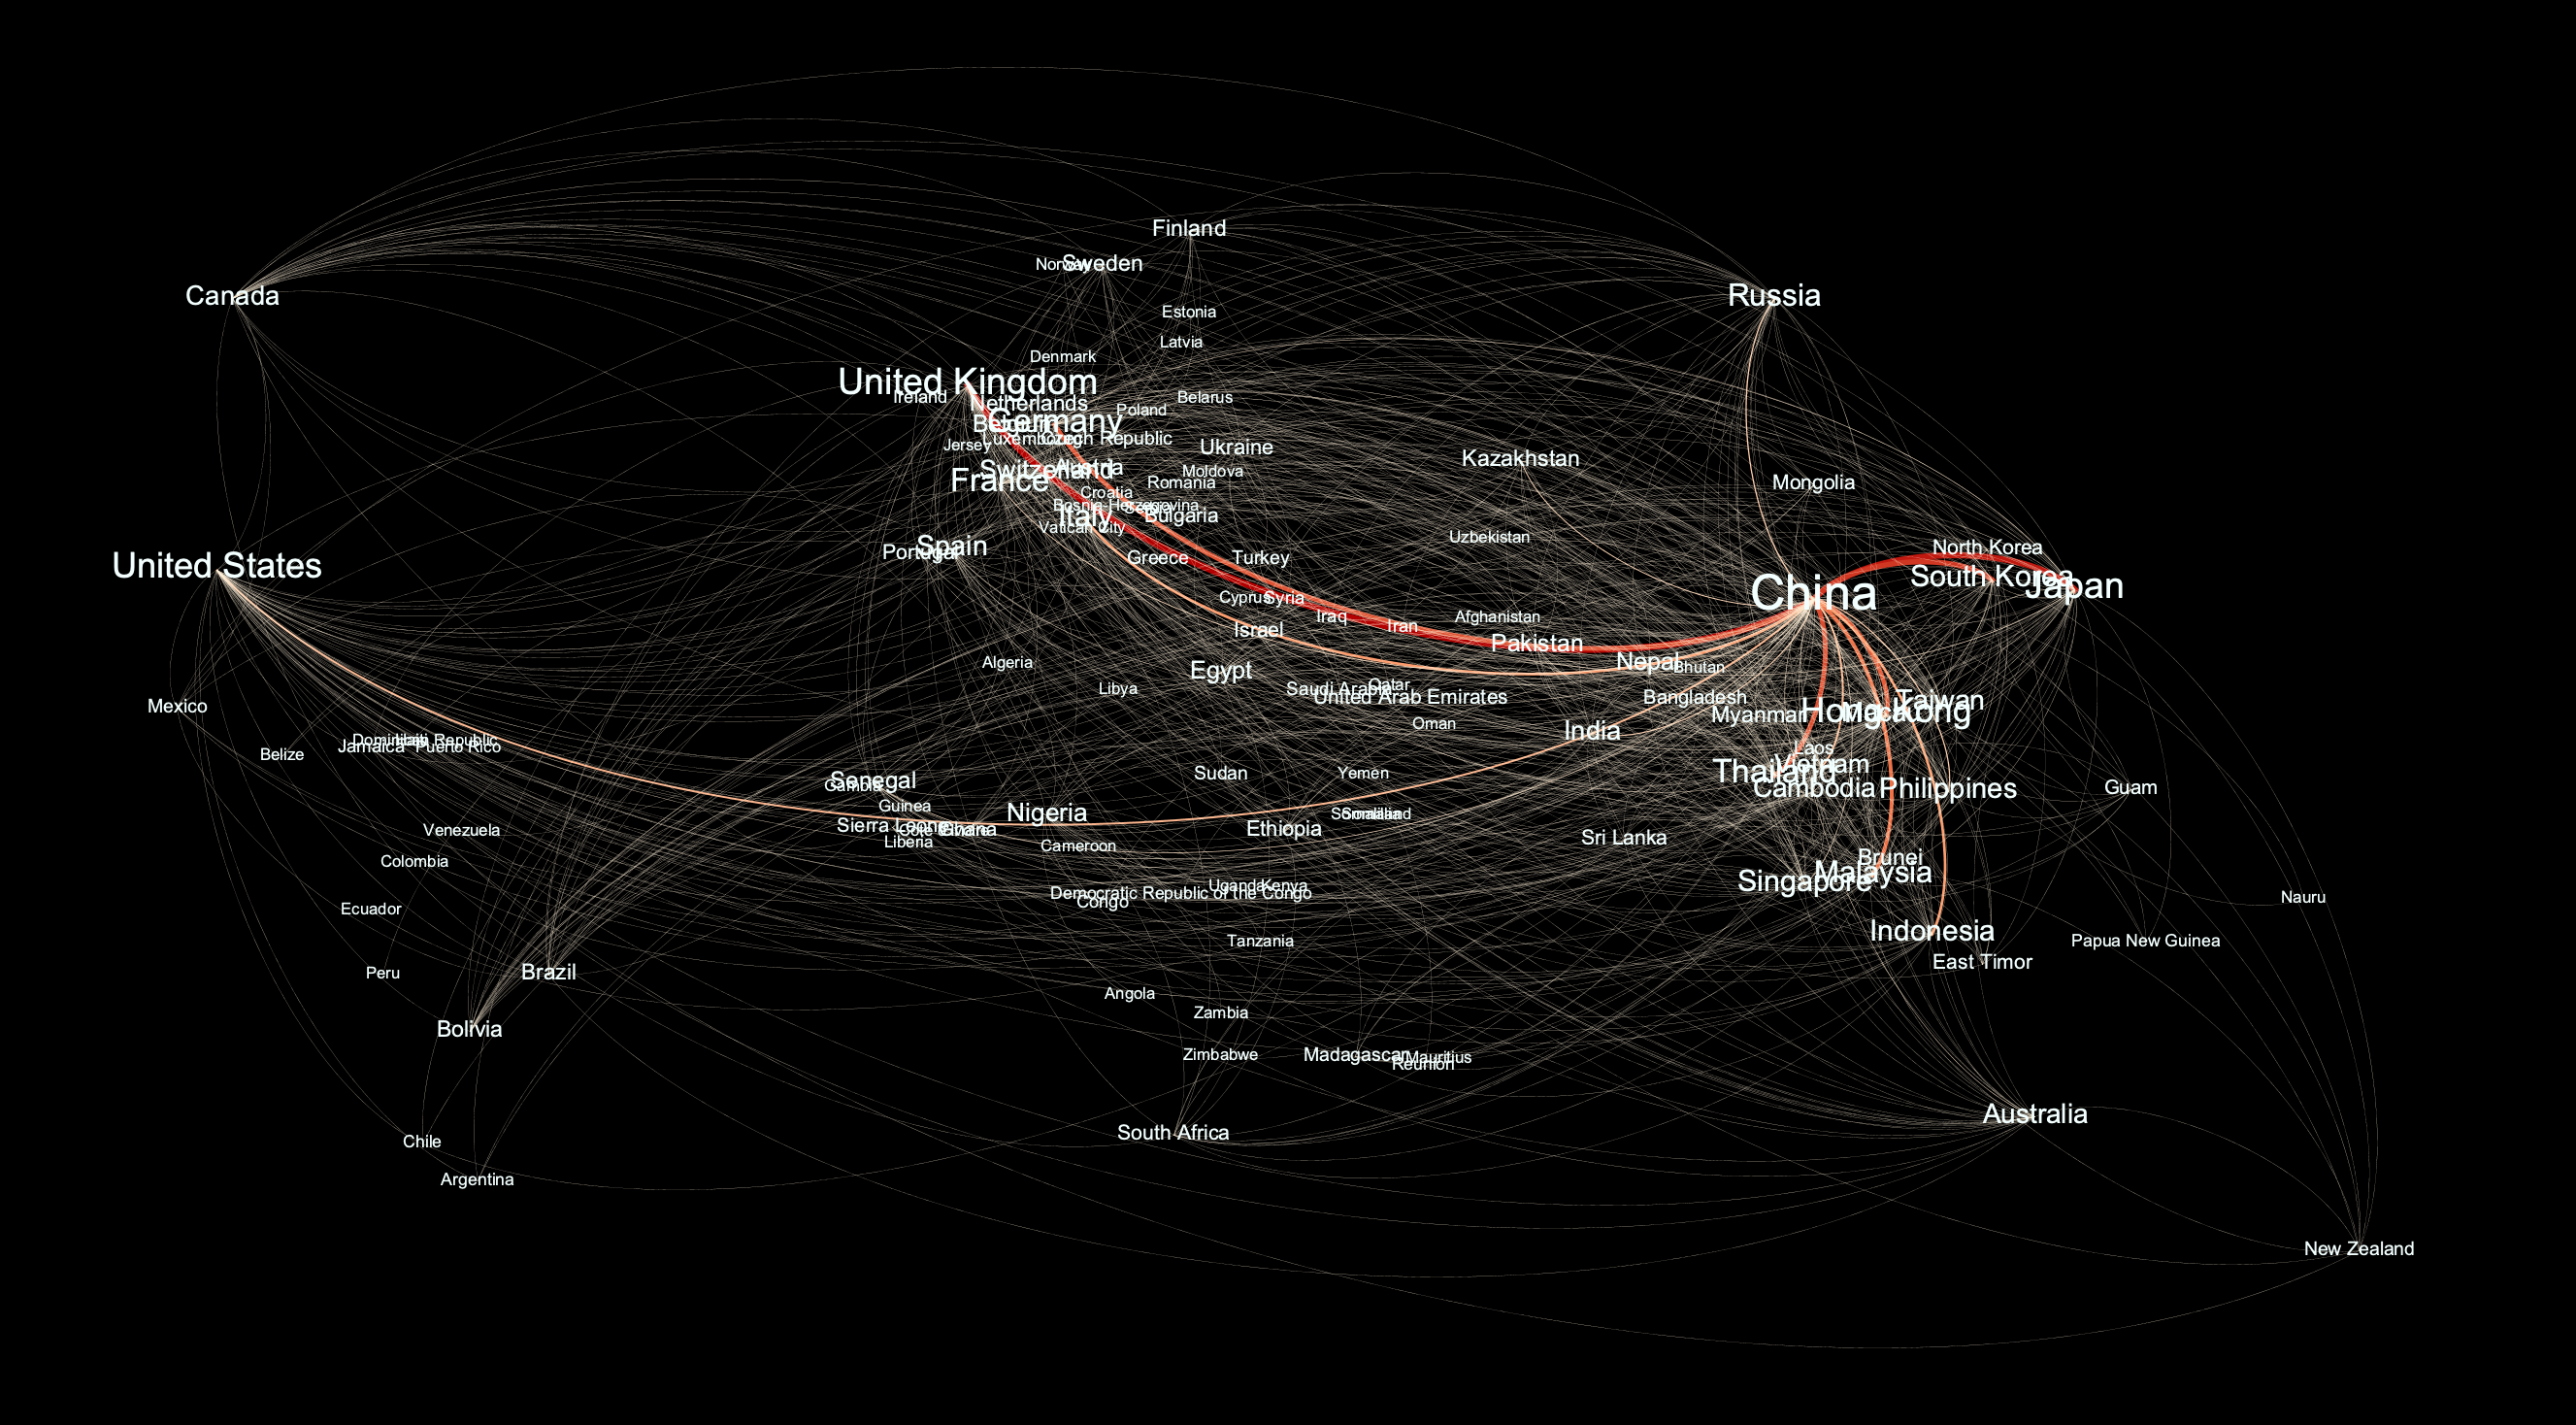 Finland
Norway
Sweden
Canada
Russia
Estonia
Latvia
Denmark
United Kingdom
Ireland
Netherlands
Belarus
Poland
Germany
Belgium
Luxembourg
Czech Republic
Jersey
Ukraine
Kazakhstan
Switzerland
Austria
Moldova
France
Romania
Mongolia
Croatia
Bosnia Herzegovina
Serbia
Italy
Bulgaria
Vatican City
Uzbekistan
Spain
Portugal
North Korea
Greece
Turkey
United States
South Korea
Japan
China
Cyprus
Syria
Iraq
Afghanistan
Iran
Israel
Pakistan
Algeria
Nepal
Bhutan
Egypt
Libya
Saudi Arabia
Qatar
United Arab Emirates
Bangladesh
Taiwan
Mexico
Myanmar
Hong Kong
Oman
India
Dominican Republic
Haiti
Jamaica
Puerto Rico
Belize
Laos
Vietnam
Thailand
Sudan
Yemen
Senegal
Gambia
Cambodia
Philippines
Guam
Guinea
Nigeria
Somalia
Somaliland
Sierra Leone
Ghana
Ethiopia
Venezuela
Sri Lanka
Liberia
Cameroon
Colombia
Brunei
Malaysia
Singapore
Uganda
Kenya
Democratic Republic of the Congo
Congo
Nauru
Ecuador
Indonesia
Tanzania
Papua New Guinea
East Timor
Peru
Brazil
Angola
Zambia
Bolivia
Zimbabwe
Madagascar
Mauritius
Reunion
Australia
South Africa
Chile
Argentina
New Zealand